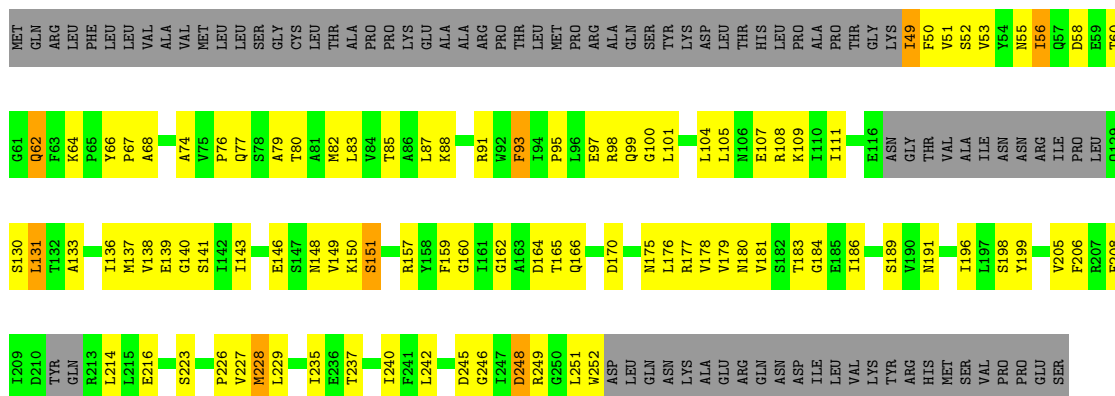 MET GLN ARG LEU PHE LEU LEU VAL ALA VAL MET LEU LEU SER GLY CYS LEU THR ALA PRO PRO LYS GLU ALA ALA ARG PRO THR LEU MET PRO ARG ALA GLN SER TYR LYS ASP LEU THR HIS LEU PRO ALA PRO THR GLY LYS I49 F50 V51 S52 V53 Y54 N55 I56 Q57 D58 E59 T60
G61 Q62 F63 K64 P65 Y66 P67 A68 A74 V75 P76 Q77 S78 A79 T80 A81 M82 L83 V84 T85 A86 L87 K88 R91 W92 F93 I94 P95 L96 E97 R98 Q99 G100 L101 L104 L105 N106 E107 R108 K109 I110 I111 E116 ASN GLY THR VAL ALA ILE ASN ASN ARG ILE PRO LEU
S130 L131 T132 A133 I136 M137 V138 E139 G140 S141 I142 I143 E146 S147 N148 V149 K150 S151 R157 Y158 F159 G160 I161 G162 A163 D164 T165 Q166 D170 N175 L176 R177 V178 V179 N180 V181 S182 T183 G184 E185 I186 S189 V190 N191 I196 L197 S198 Y199 V205 F206 R207
I209 D210 TYR GLN R213 L214 L215 E216 S223 P226 V227 M228 L229 I235 E236 T237 I240 F241 L242 D245 G246 I247 D248 R249 G250 L251 W252 ASP LEU GLN ASN LYS ALA GLU ARG GLN ASN ASP ILE LEU VAL LYS TYR ARG HIS MET SER VAL PRO PRO GLU SER